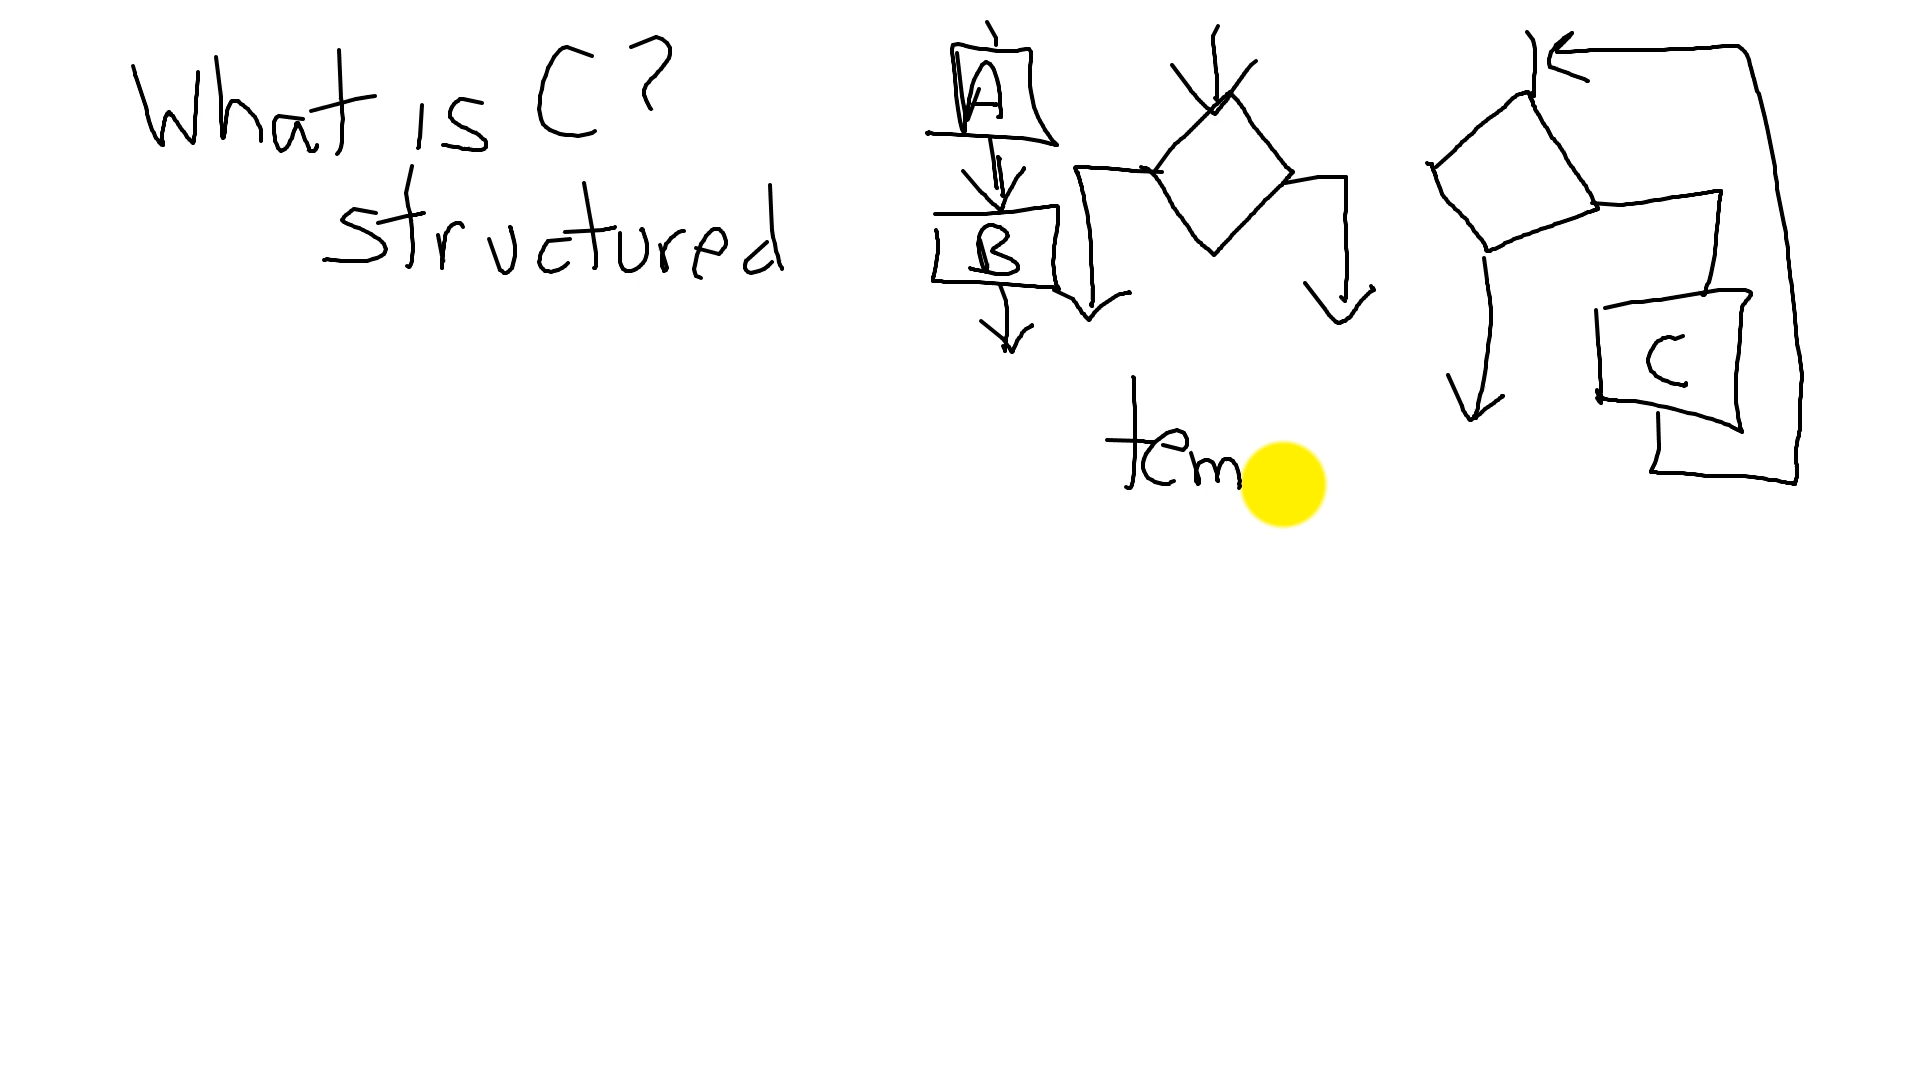 What is C?
structured
A
B
C
tem